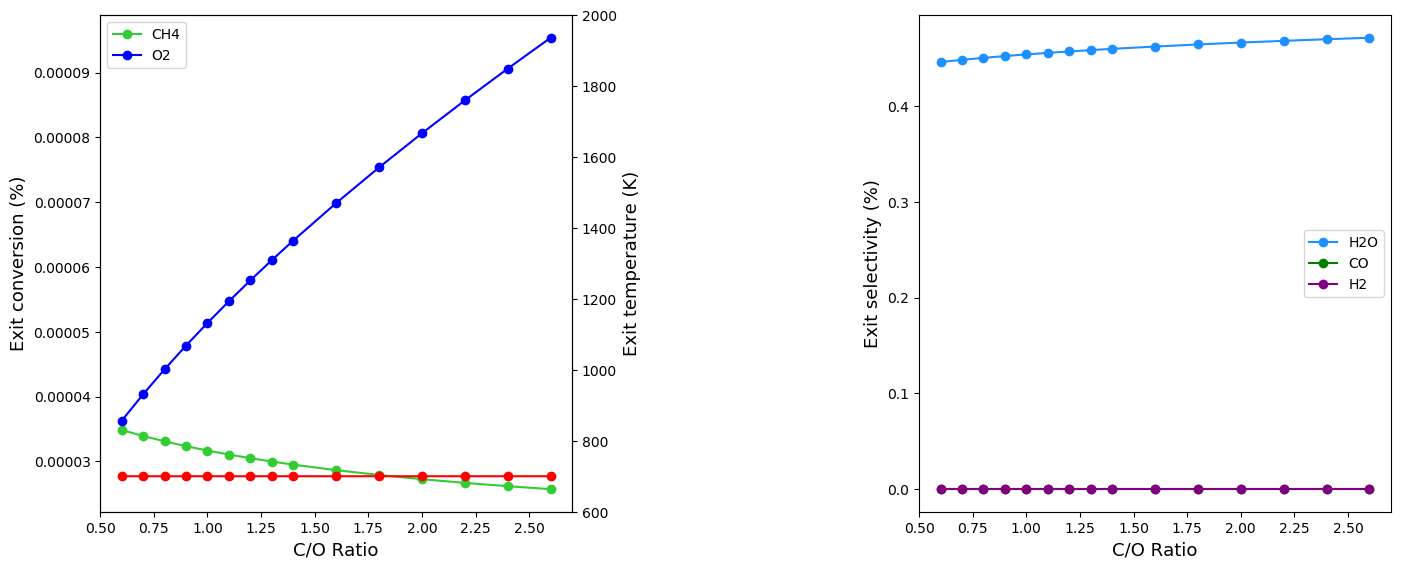 CH4
O2
0.00009
0.00008
0.00007
0.00006
0.00005
0.00004
0.00003
Exit conversion (%)
0.50 0.75 1.00 1.25 1.50 1.75 2.00 2.25 2.50
C/O Ratio
2000
1800
1600
1400
1200
1000
800
600
Exit temperature (K)
0.4
0.3
0.2
0.1
0.0
Exit selectivity (%)
H2O
CO
H2
0.50 0.75 1.00 1.25 1.50 1.75 2.00 2.25 2.50
C/O Ratio